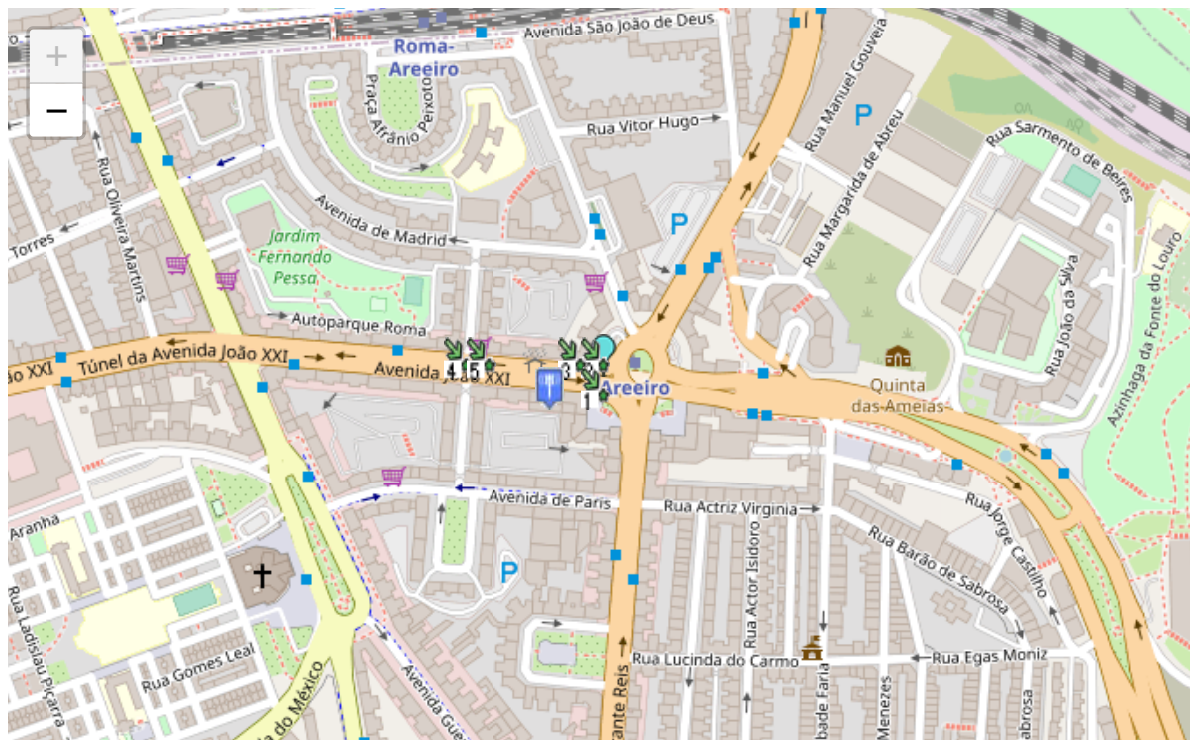 +
−
Avenida São João de Deus
Roma-
Areeiro
Praça Afrânio Peixoto
Rua Vitor Hugo
Rua Manuel Gouveia
P
Rua Margarida de Abreu
Rua Sarmento de Beires
Rua Oliveira Martins
Torres
Avenida de Madrid
P
Jardim
Fernando
Pessa
Rua João da Silva
Azinhaga da Fonte do Louro
Autoparque Roma
Túnel da Avenida João XXI
XXI
Avenida João XXI
4
5
3
2
1
Areeiro
Quinta
das Ameias
Avenida de Paris
Rua Actriz Virginia
Rua Jorge Castilho
Rua Barão de Sabrosa
Aranha
P
Rua Actor Isidoro
Rua Ladislau Piçarra
Rua Gomes Leal
Rua Lucinda do Carmo
Rua Egas Moniz
do México
Avenida
Reis
bade Faria
Menezes
abrosa